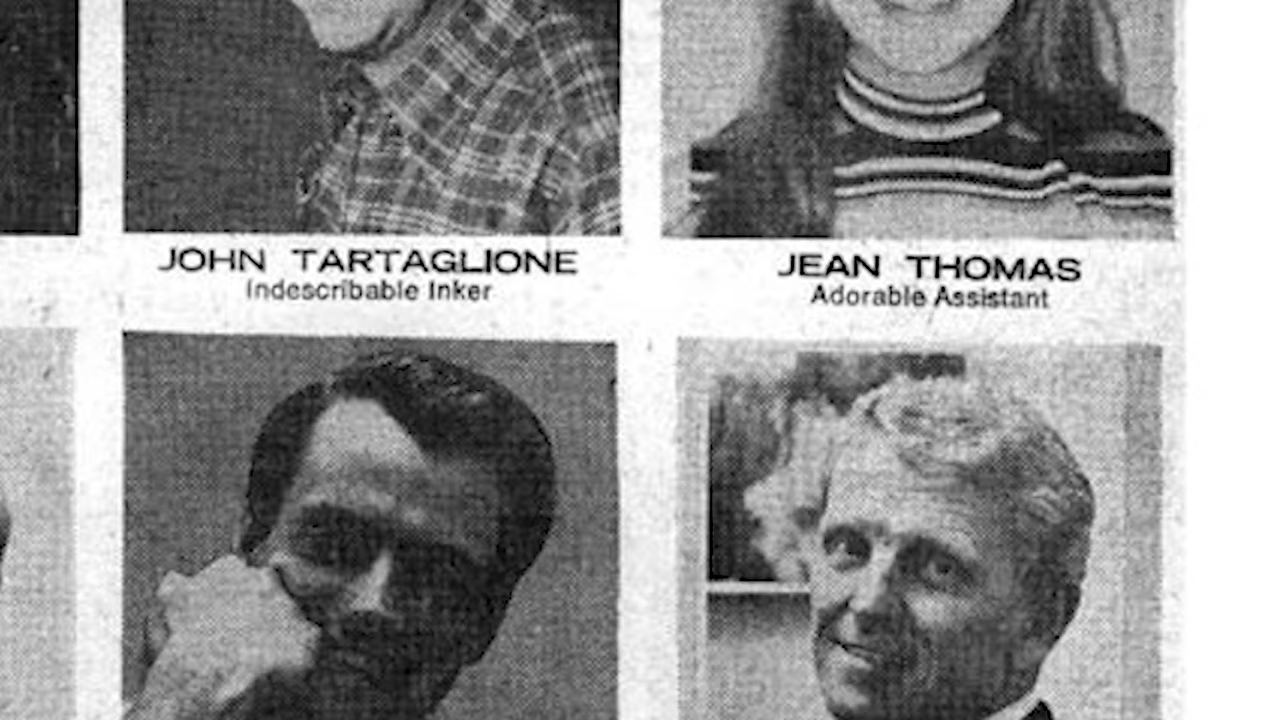 JOHN TARTAGLIONE
Indescribable Inker
JEAN THOMAS
Adorable Assistant